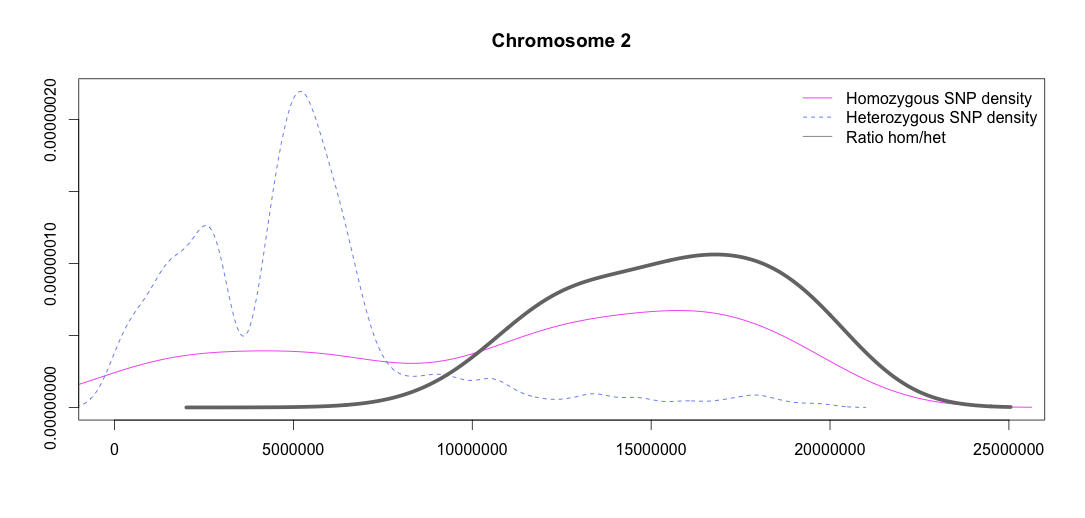 Chromosome 2
Homozygous SNP density
Heterozygous SNP density
Ratio hom/het
0.00000020
0.00000010
0.00000000
0 5000000 10000000 15000000 20000000 25000000